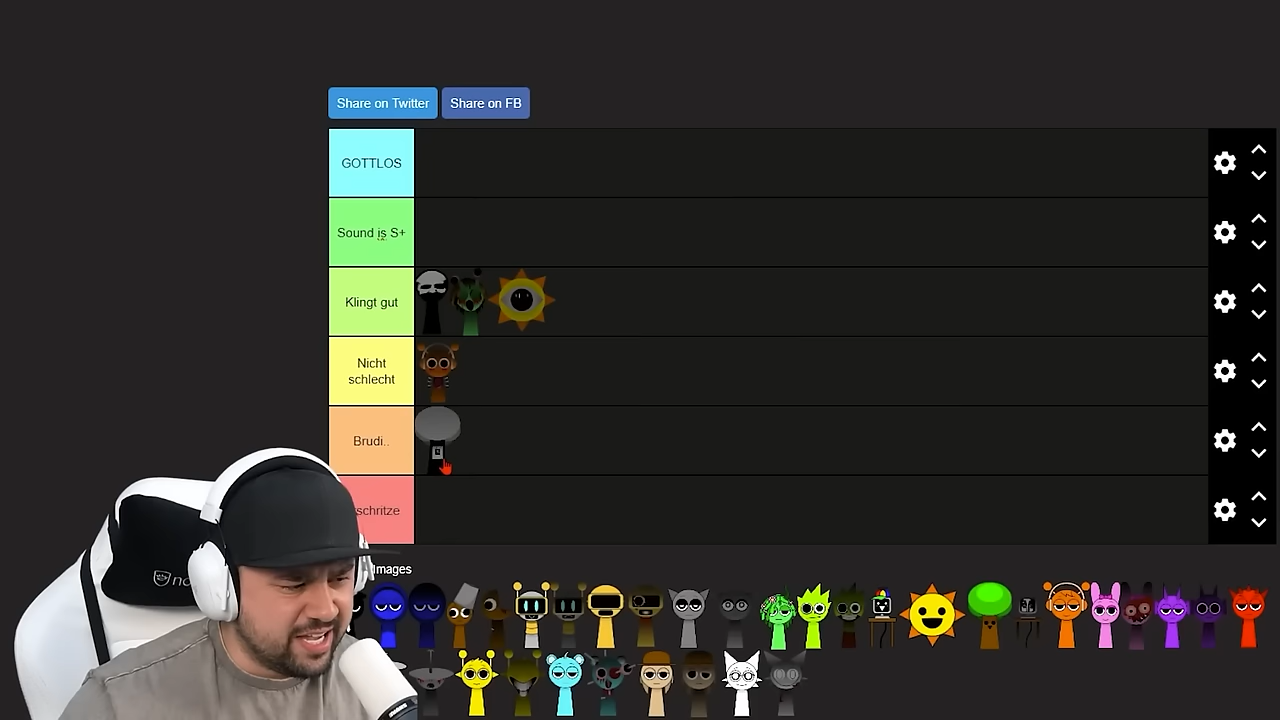 Share on Twitter
Share on FB
GOTTLOS
Sound is S+
Klingt gut
Nicht
schlecht
Brudi..
schritze
Images